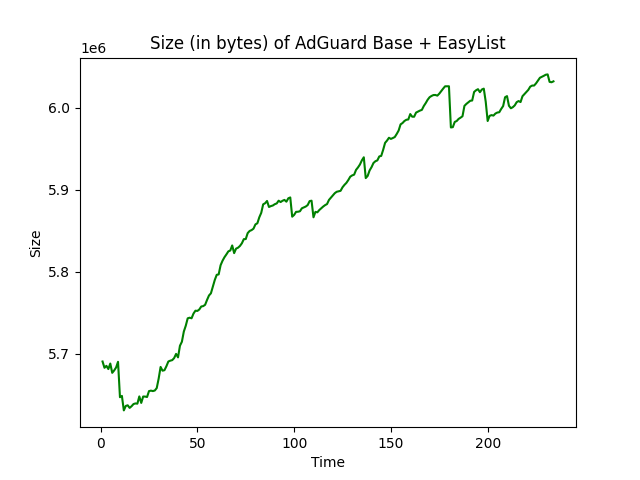 Size (in bytes) of AdGuard Base + EasyList
1e6
6.0
5.9
5.8
5.7
Size
0 50 100 150 200
Time